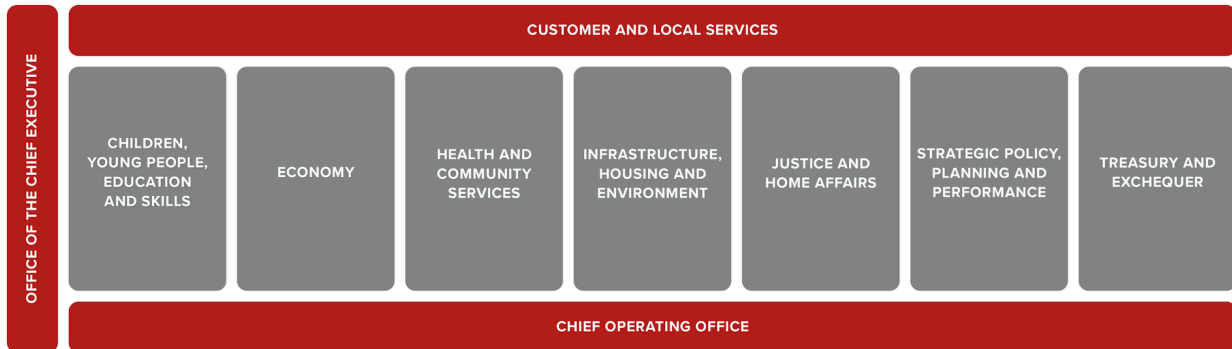 OFFICE OF THE CHIEF EXECUTIVE
CUSTOMER AND LOCAL SERVICES
CHILDREN,
YOUNG PEOPLE,
EDUCATION
AND SKILLS
ECONOMY
HEALTH AND
COMMUNITY
SERVICES
INFRASTRUCTURE,
HOUSING AND
ENVIRONMENT
JUSTICE AND
HOME AFFAIRS
STRATEGIC POLICY,
PLANNING AND
PERFORMANCE
TREASURY AND
EXCHEQUER
CHIEF OPERATING OFFICE